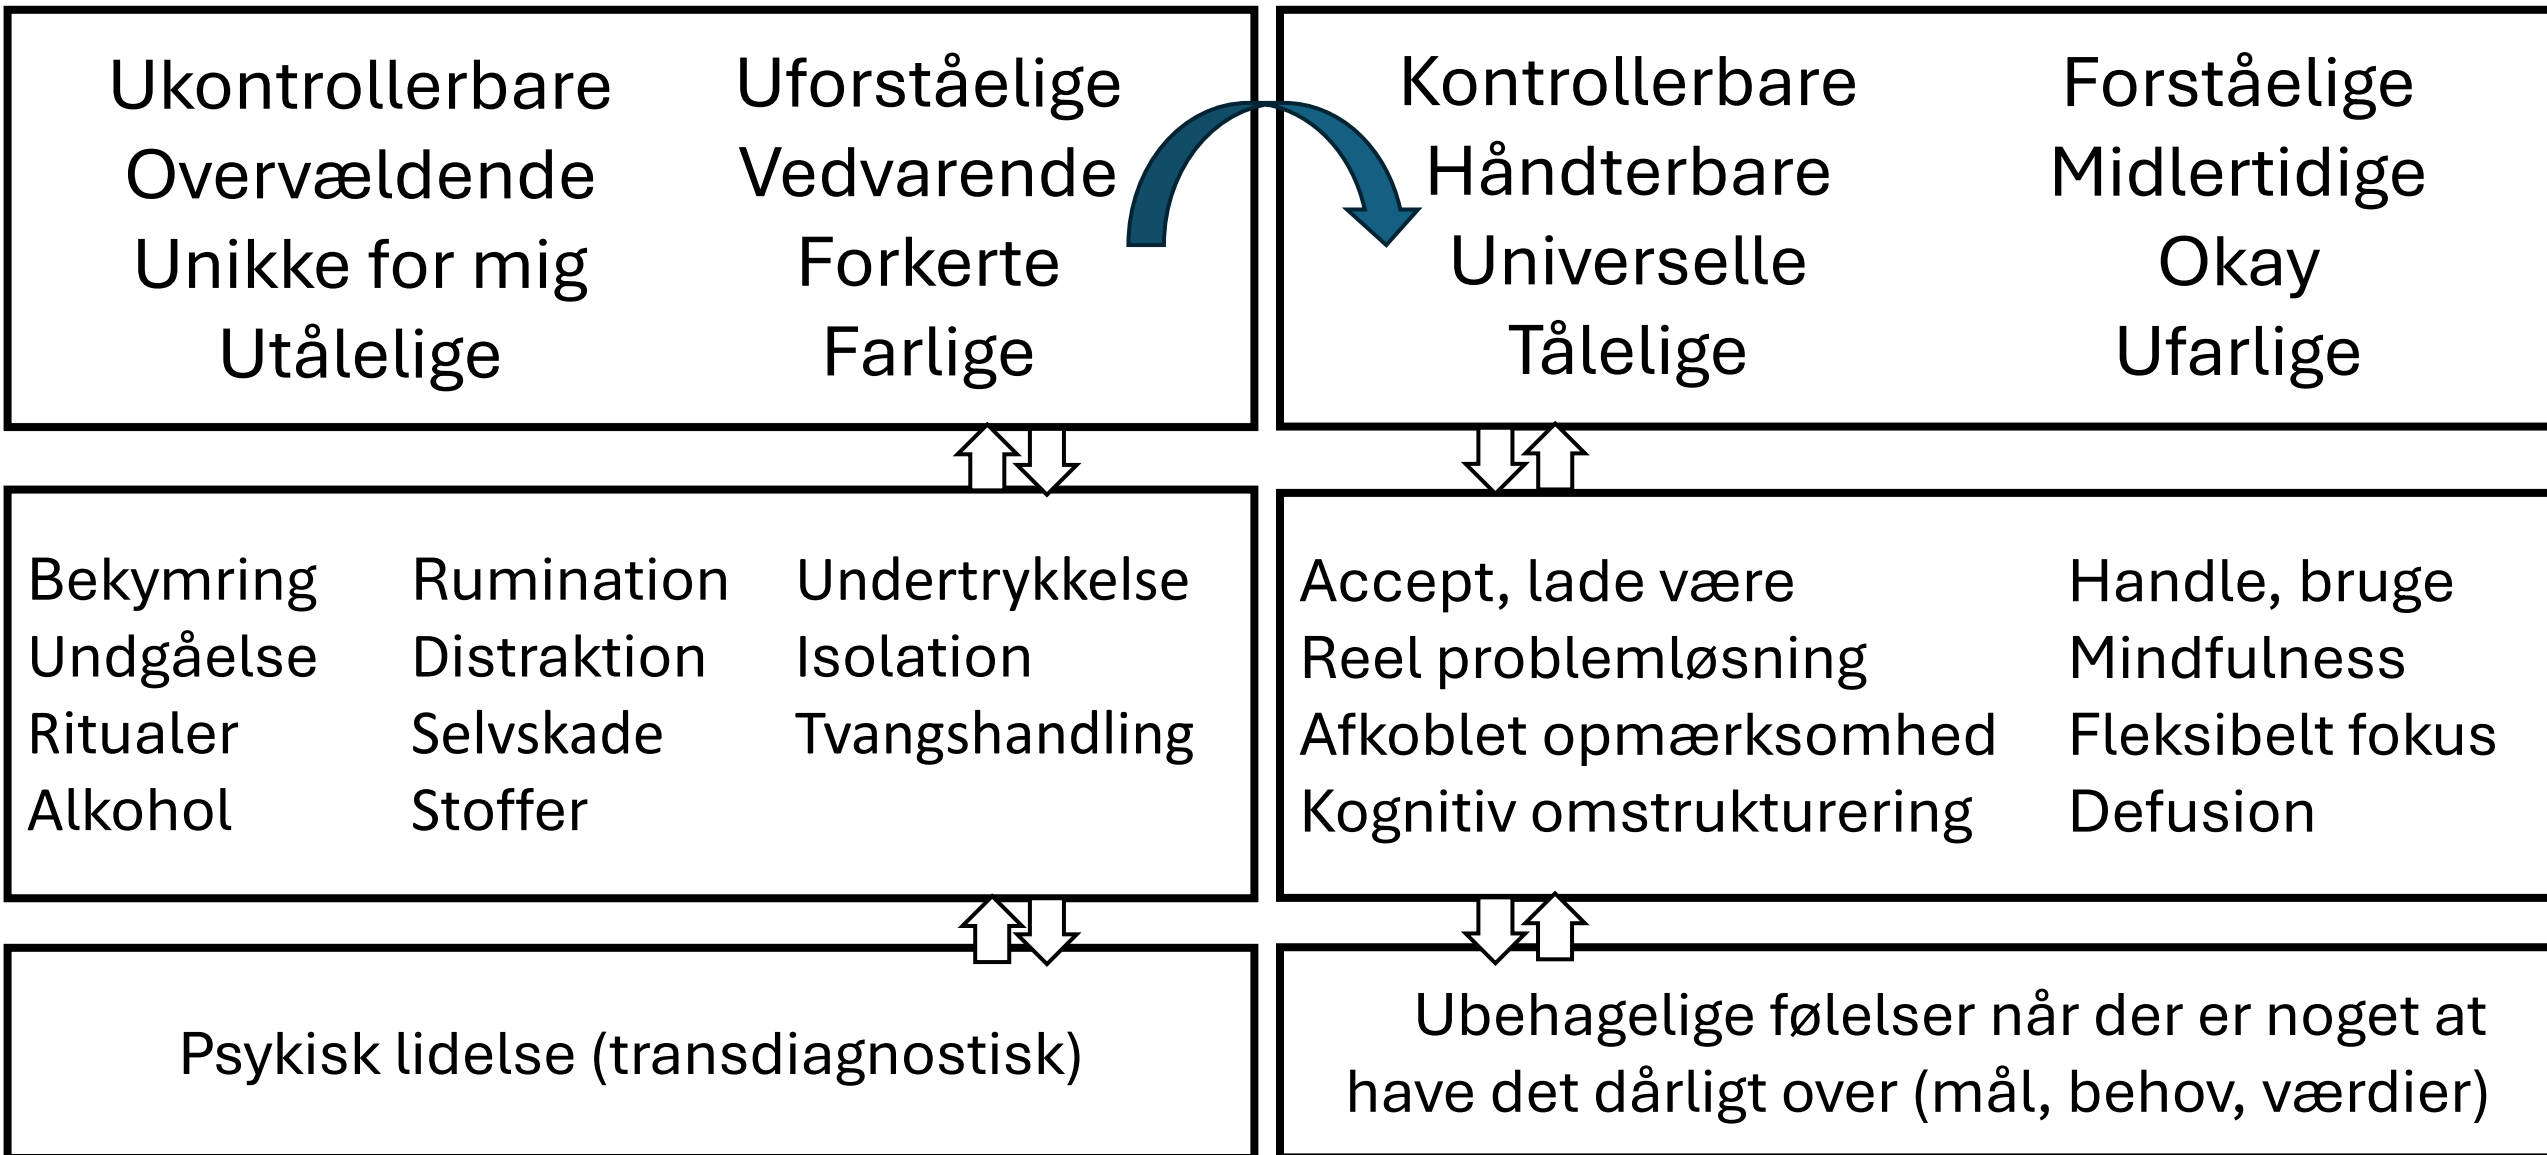 Ukontrollerbare Uforståelige
Overvældende Vedvarende
Unikke for mig Forkerte
Utålelige Farlige
Kontrollerbare Forståelige
Håndterbare Midlertidige
Universelle Okay
Tålelige Ufarlige
Bekymring Rumination Undertrykkelse
Undgåelse Distraktion Isolation
Ritualer Selvskade Tvangshandling
Alkohol Stoffer
Accept, lade være Handle, bruge
Reel problemløsning Mindfulness
Afkoblet opmærksomhed Fleksibelt fokus
Kognitiv omstrukturering Defusion
Psykisk lidelse (transdiagnostisk)
Ubehagelige følelser når der er noget at
have det dårligt over (mål, behov, værdier)